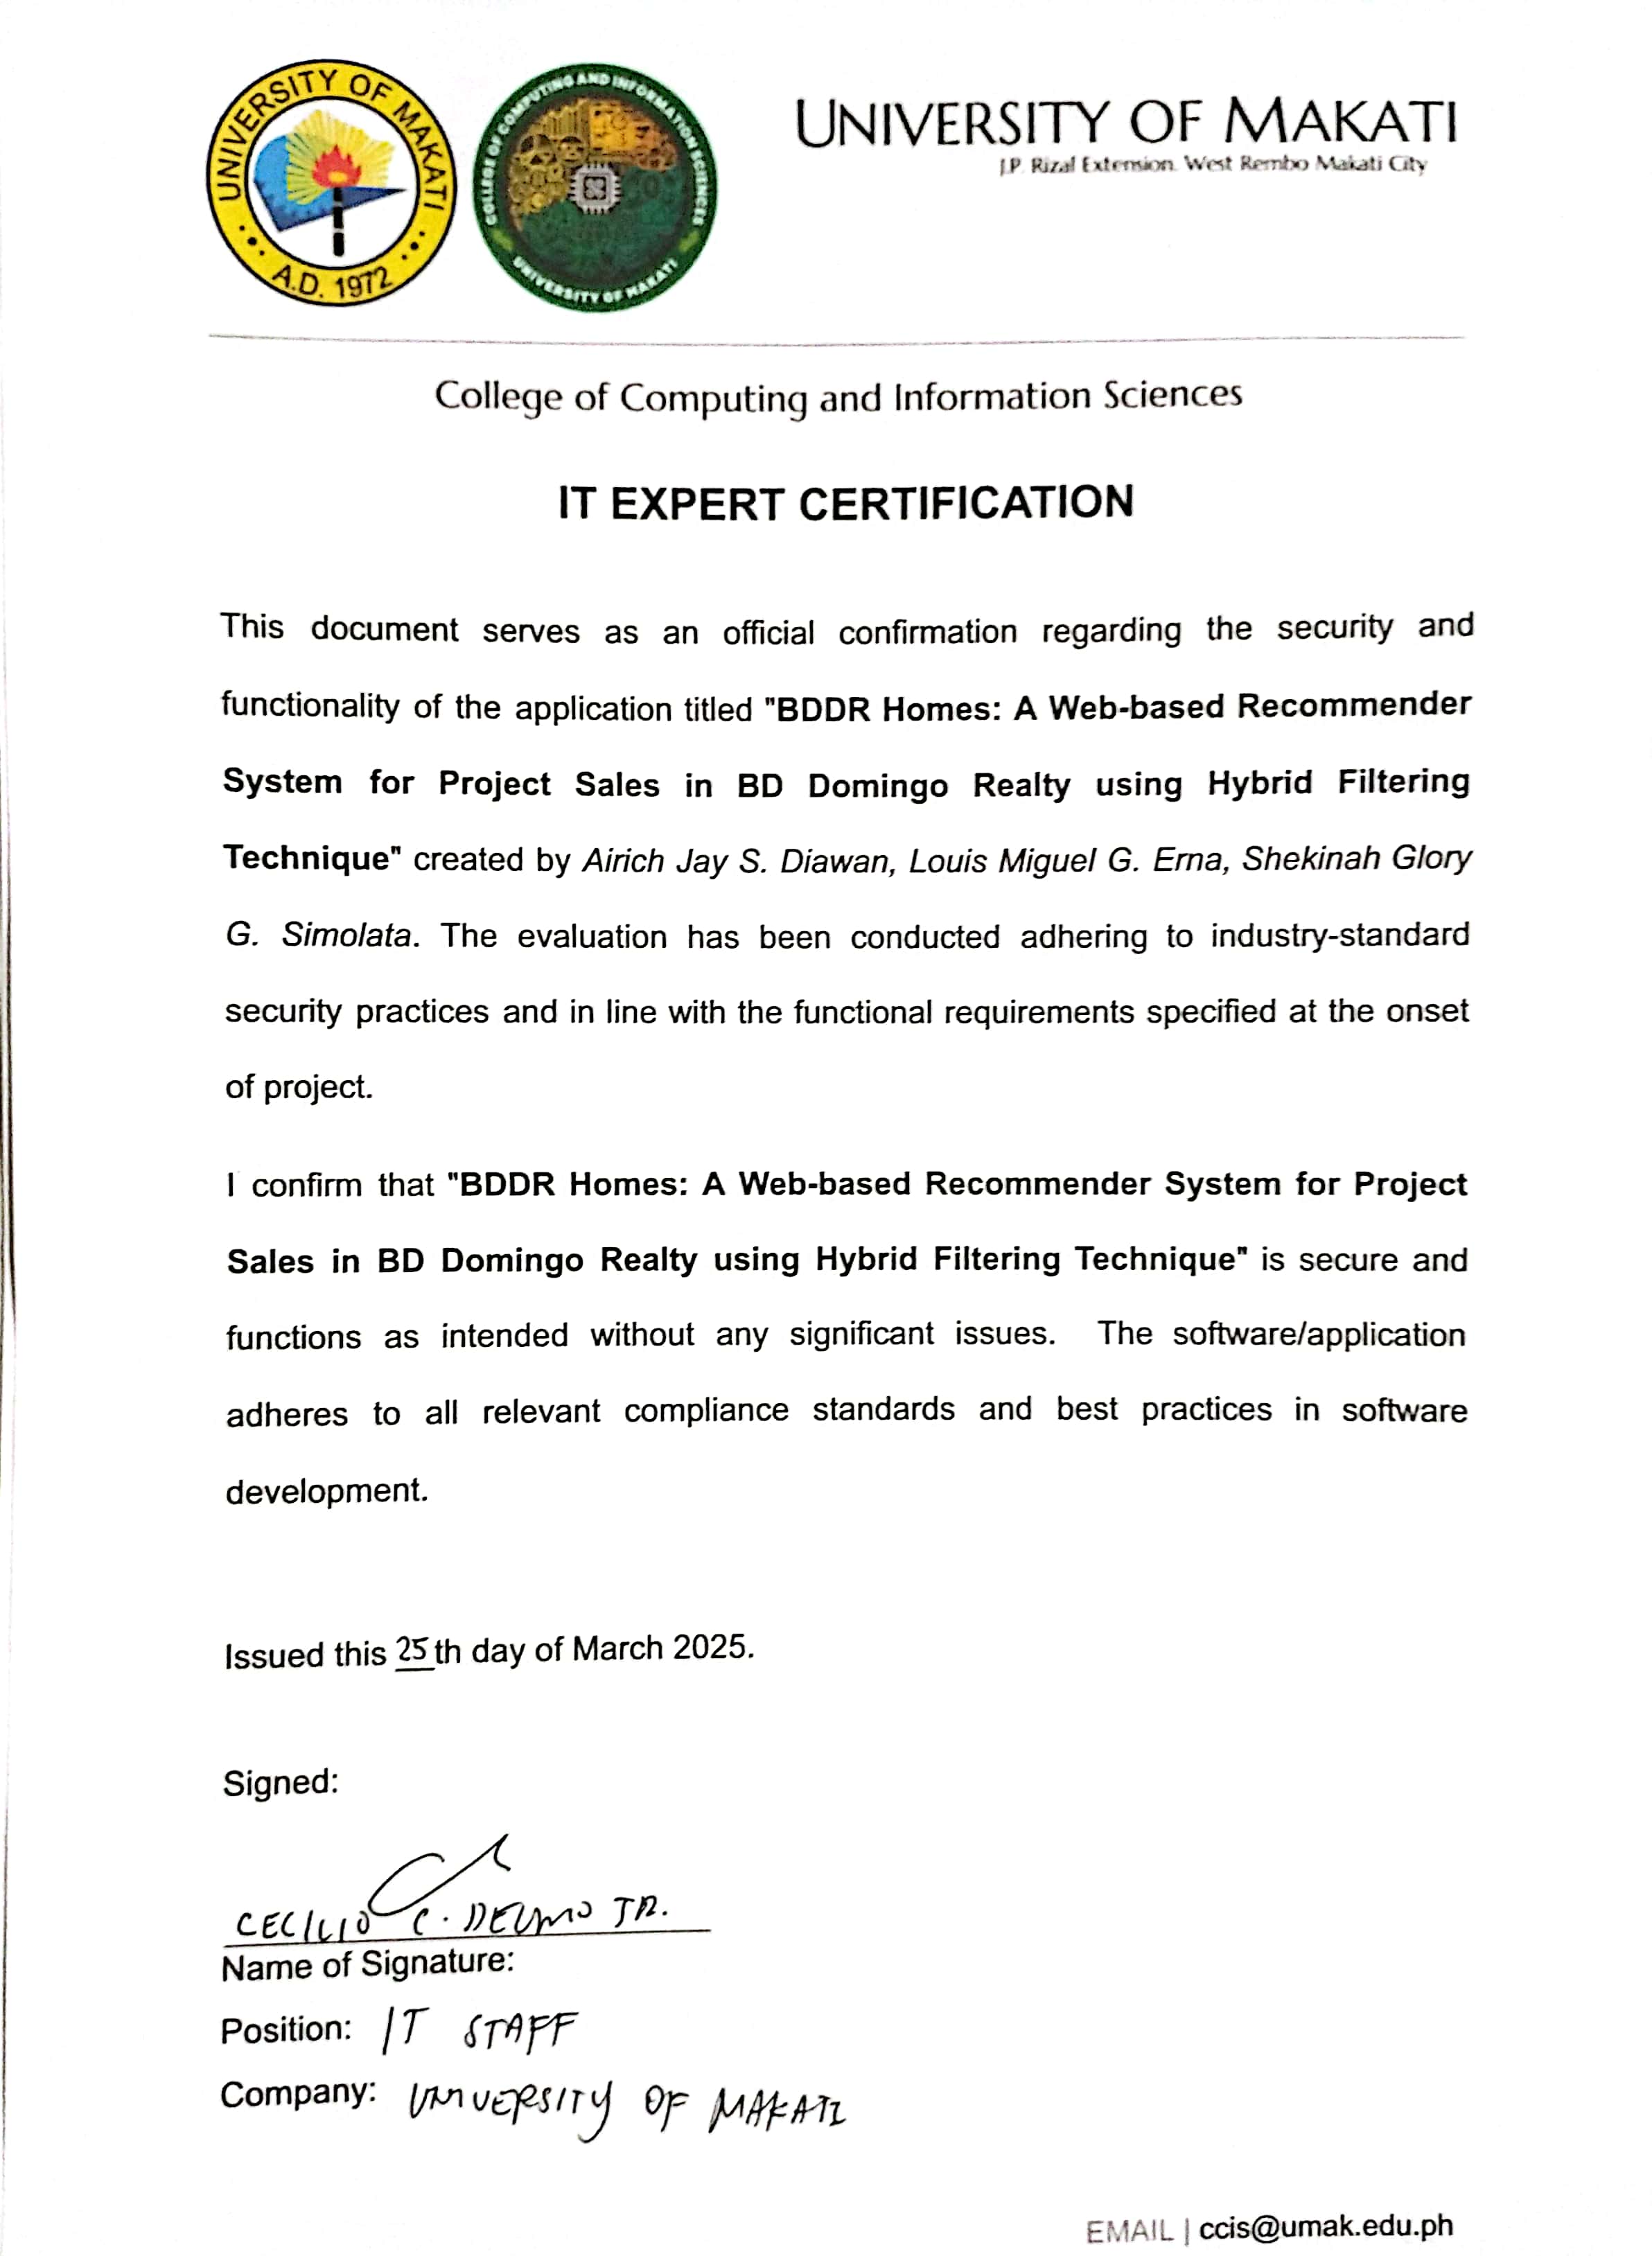 UNIVERSITY OF MAKATI
A.D. 1972
COLLEGE OF COMPUTING AND INFORMATION SCIENCES
UNIVERSITY OF MAKATI
UNIVERSITY OF MAKATI
J.P. Rizal Extension. West Rembo Makati City
College of Computing and Information Sciences
IT EXPERT CERTIFICATION
This document serves as an official confirmation regarding the security and
functionality of the application titled "BDDR Homes: A Web-based Recommender
System for Project Sales in BD Domingo Realty using Hybrid Filtering
Technique" created by Airich Jay S. Diawan, Louis Miguel G. Erna, Shekinah Glory
G. Simolata. The evaluation has been conducted adhering to industry-standard
security practices and in line with the functional requirements specified at the onset
of project.
I confirm that "BDDR Homes: A Web-based Recommender System for Project
Sales in BD Domingo Realty using Hybrid Filtering Technique" is secure and
functions as intended without any significant issues. The software/application
adheres to all relevant compliance standards and best practices in software
development.
Issued this 25th day of March 2025.
Signed:
CECILIO C. DELMO JR.
Name of Signature:
Position: IT STAFF
Company: UNIVERSITY OF MAKATI
EMAIL | ccis@umak.edu.ph